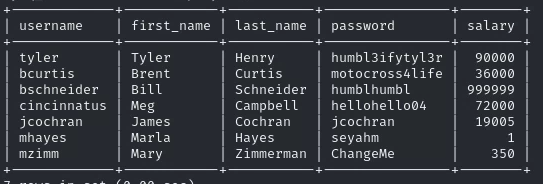 username | first_name | last_name | password | salary
tyler | Tyler | Henry | humbl3ifytyl3r | 90000
bcurtis | Brent | Curtis | motocross4life | 36000
bschneider | Bill | Schneider | humblhumbl | 999999
cincinnatus | Meg | Campbell | hellohello04 | 72000
jcochran | James | Cochran | jcochran | 19005
mhayes | Marla | Hayes | seyahm | 1
mzimm | Mary | Zimmerman | ChangeMe | 350
7 rows in set (0.00 sec)